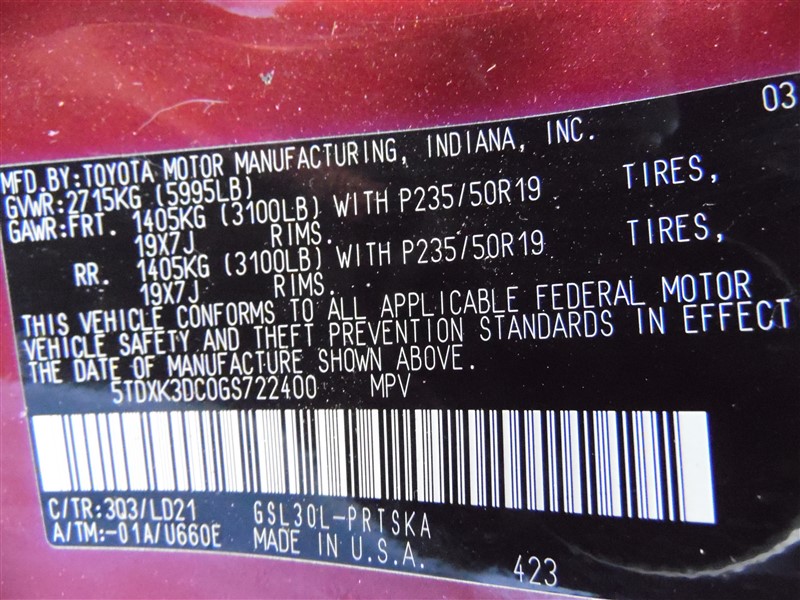 03
MFD.BY:TOYOTA MOTOR MANUFACTURING, INDIANA, INC.
GVWR:2715KG (5995LB)
GAWR:FRT. 1405KG (3100LB) WITH P235/50R19 TIRES,
19X7J RIMS.
RR. 1405KG (3100LB) WITH P235/50R19 TIRES,
19X7J RIMS.
THIS VEHICLE CONFORMS TO ALL APPLICABLE FEDERAL MOTOR
VEHICLE SAFETY AND THEFT PREVENTION STANDARDS IN EFFECT
THE DATE OF MANUFACTURE SHOWN ABOVE.
5TDXK3DC0GS722400 MPV
C/TR:3Q3/LD21 GSL30L-PRTSKA
A/TM:-01A/U660E MADE IN U.S.A.
423